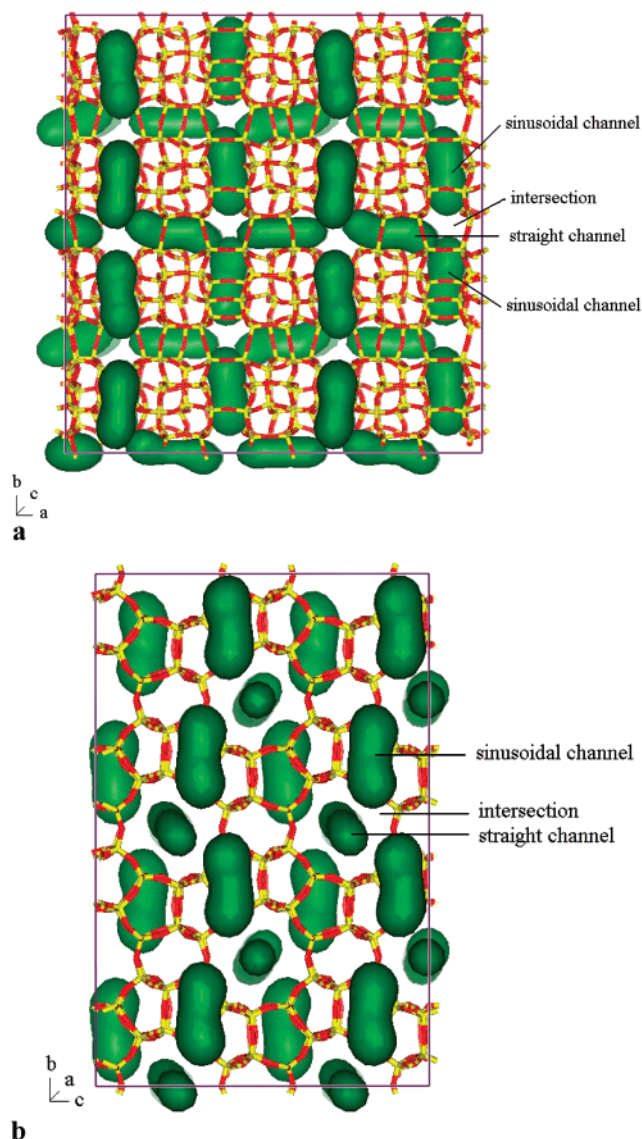 sinusoidal channel
intersection
straight channel
sinusoidal channel
b
c
a
a
sinusoidal channel
intersection
straight channel
b
a
c
b